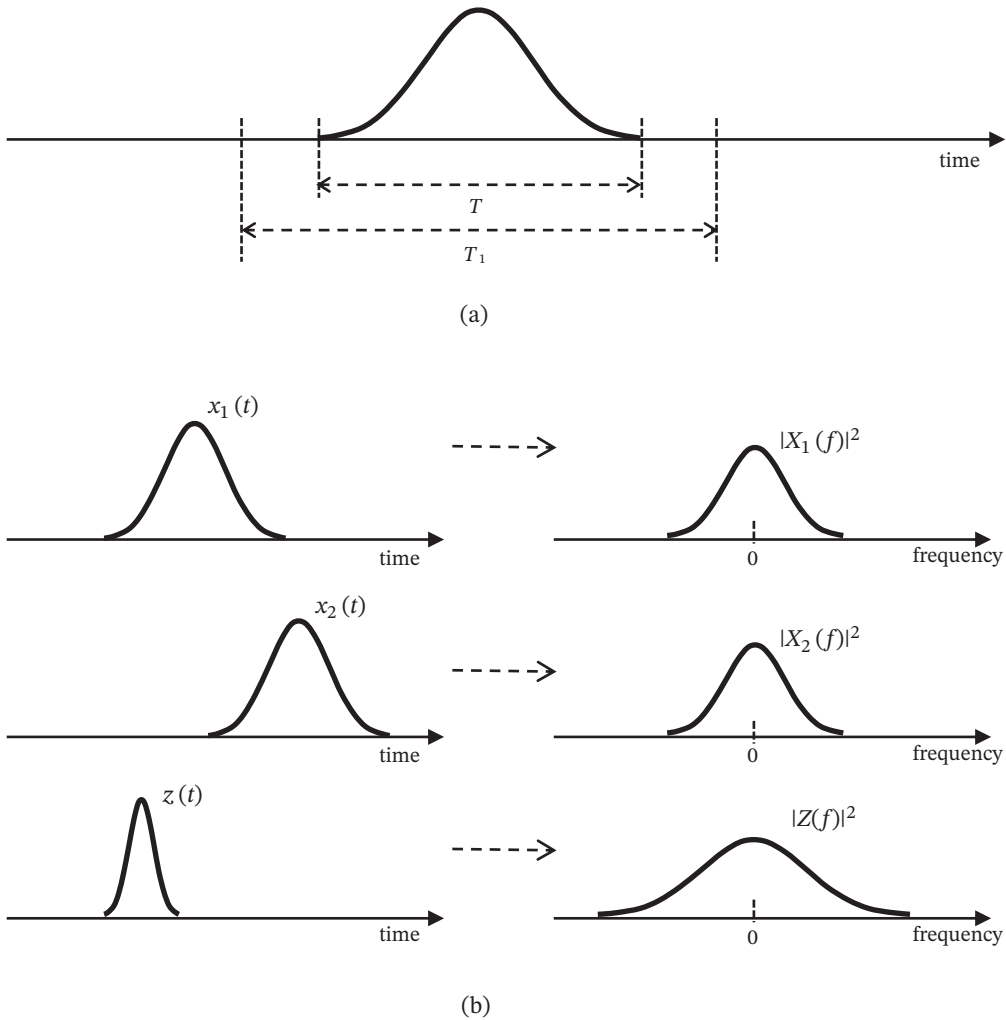 time
T
T₁
(a)
x₁(t)
|X₁(f)|²
time
0
frequency
x₂(t)
|X₂(f)|²
time
0
frequency
z(t)
|Z(f)|²
time
0
frequency
(b)